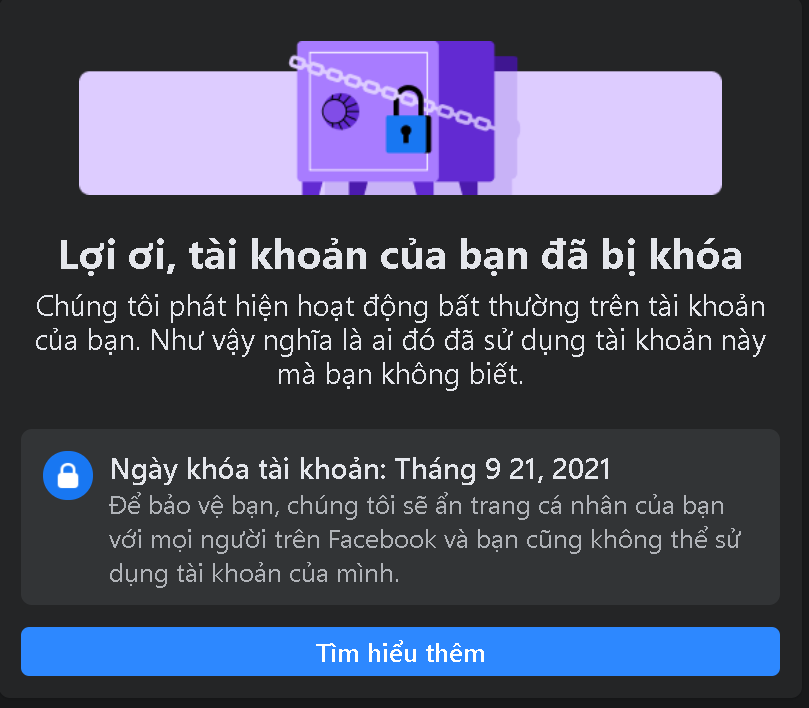 Lợi ơi, tài khoản của bạn đã bị khóa
Chúng tôi phát hiện hoạt động bất thường trên tài khoản
của bạn. Như vậy nghĩa là ai đó đã sử dụng tài khoản này
mà bạn không biết.
Ngày khóa tài khoản: Tháng 9 21, 2021
Để bảo vệ bạn, chúng tôi sẽ ẩn trang cá nhân của bạn
với mọi người trên Facebook và bạn cũng không thể sử
dụng tài khoản của mình.
Tìm hiểu thêm